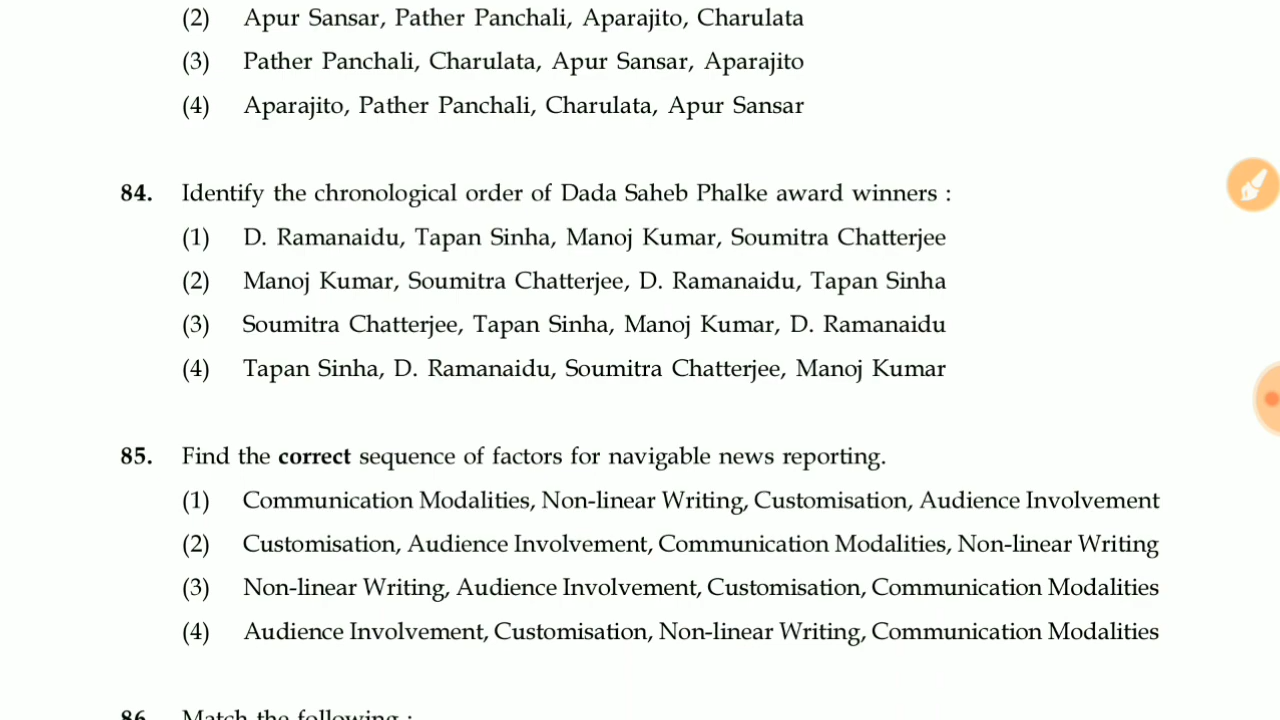 (2) Apur Sansar, Pather Panchali, Aparajito, Charulata
(3) Pather Panchali, Charulata, Apur Sansar, Aparajito
(4) Aparajito, Pather Panchali, Charulata, Apur Sansar
84. Identify the chronological order of Dada Saheb Phalke award winners :
(1) D. Ramanaidu, Tapan Sinha, Manoj Kumar, Soumitra Chatterjee
(2) Manoj Kumar, Soumitra Chatterjee, D. Ramanaidu, Tapan Sinha
(3) Soumitra Chatterjee, Tapan Sinha, Manoj Kumar, D. Ramanaidu
(4) Tapan Sinha, D. Ramanaidu, Soumitra Chatterjee, Manoj Kumar
85. Find the correct sequence of factors for navigable news reporting.
(1) Communication Modalities, Non-linear Writing, Customisation, Audience Involvement
(2) Customisation, Audience Involvement, Communication Modalities, Non-linear Writing
(3) Non-linear Writing, Audience Involvement, Customisation, Communication Modalities
(4) Audience Involvement, Customisation, Non-linear Writing, Communication Modalities
86. Match the following :